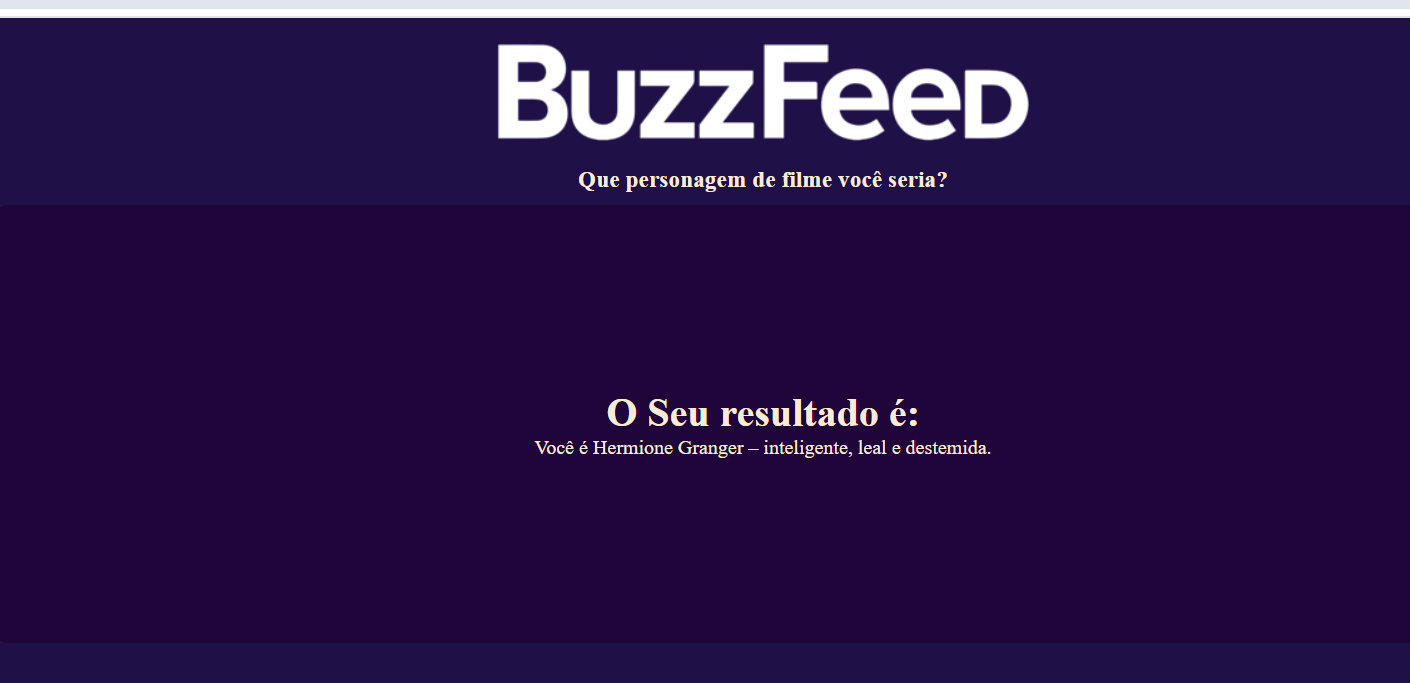 BuzzFeed
Que personagem de filme você seria?
O Seu resultado é:
Você é Hermione Granger – inteligente, leal e destemida.